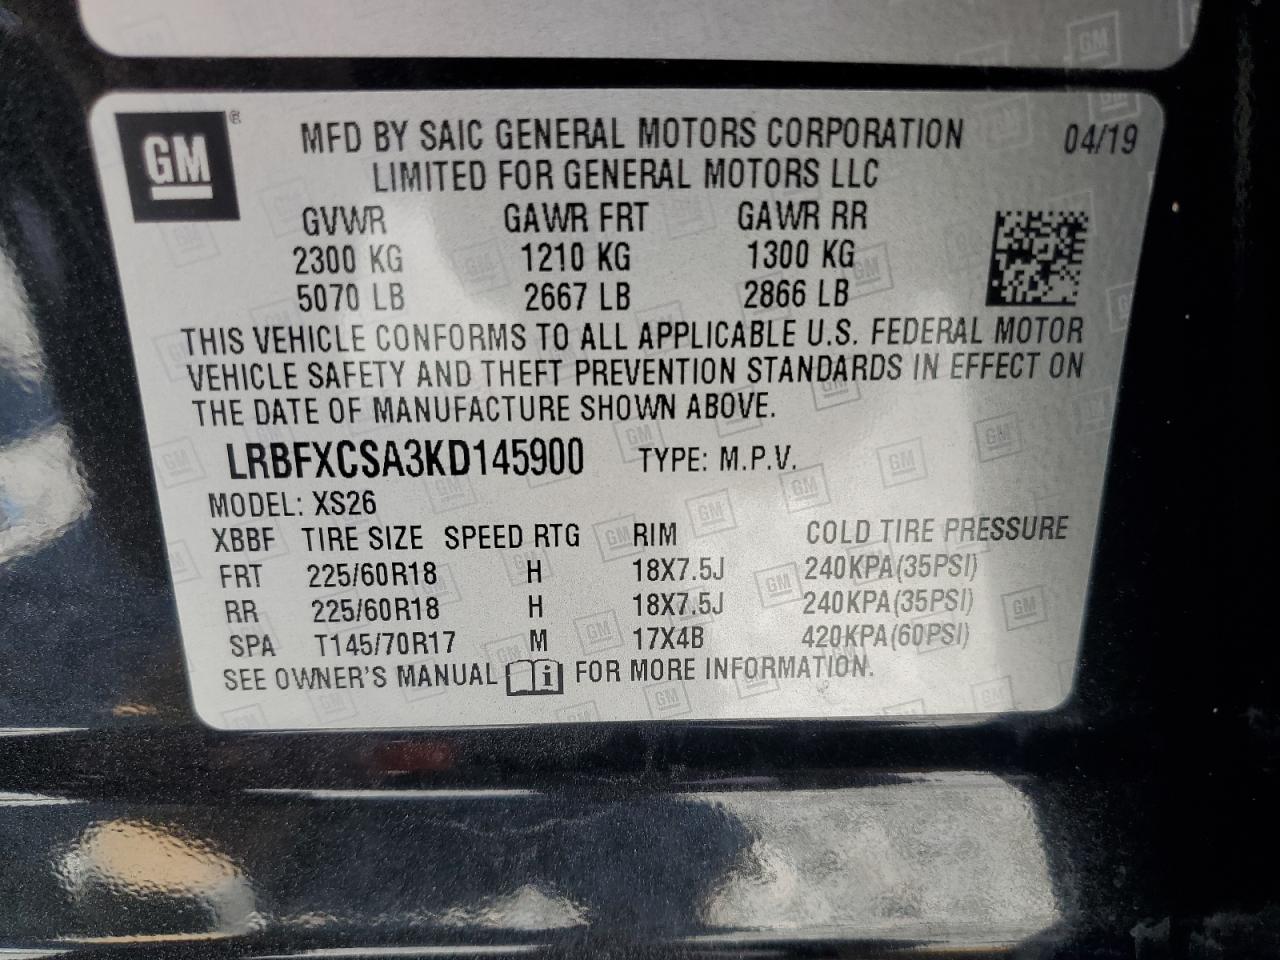 GM ®
MFD BY SAIC GENERAL MOTORS CORPORATION 04/19
LIMITED FOR GENERAL MOTORS LLC
GVWR GAWR FRT GAWR RR
2300 KG 1210 KG 1300 KG
5070 LB 2667 LB 2866 LB
THIS VEHICLE CONFORMS TO ALL APPLICABLE U.S. FEDERAL MOTOR
VEHICLE SAFETY AND THEFT PREVENTION STANDARDS IN EFFECT ON
THE DATE OF MANUFACTURE SHOWN ABOVE.
LRBFXCSA3KD145900 TYPE: M.P.V.
MODEL: XS26
XBBF TIRE SIZE SPEED RTG RIM COLD TIRE PRESSURE
FRT 225/60R18 H 18X7.5J 240KPA(35PSI)
RR 225/60R18 H 18X7.5J 240KPA(35PSI)
SPA T145/70R17 M 17X4B 420KPA(60PSI)
SEE OWNER'S MANUAL FOR MORE INFORMATION.